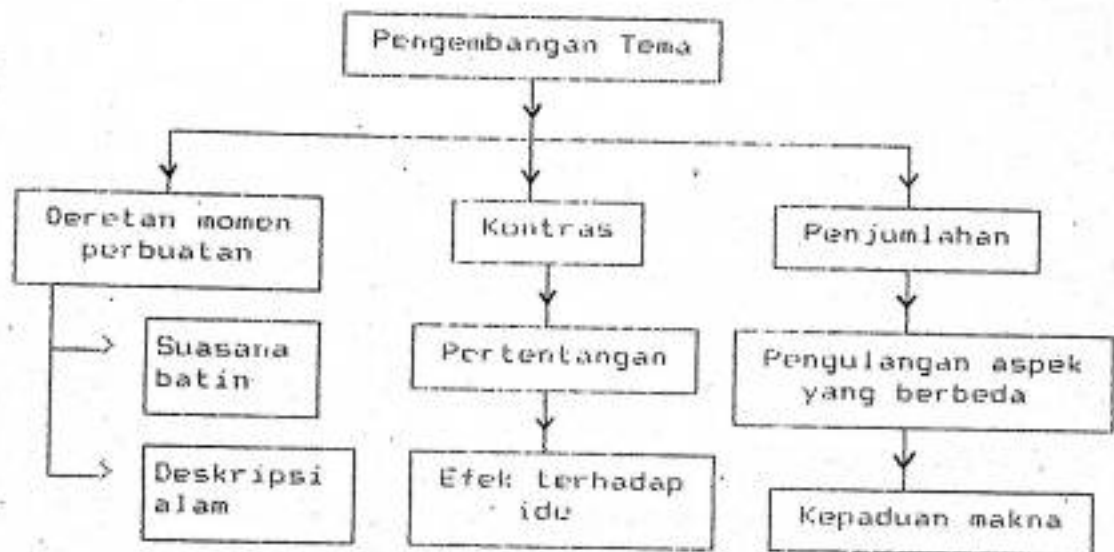 Pengembangan Tema
Deretan momen
perbuatan
Kontras
Penjumlahan
Suasana
batin
Pertentangan
Pengulangan aspek
yang berbeda
Deskripsi
alam
Efek terhadap
ide
Kepaduan makna